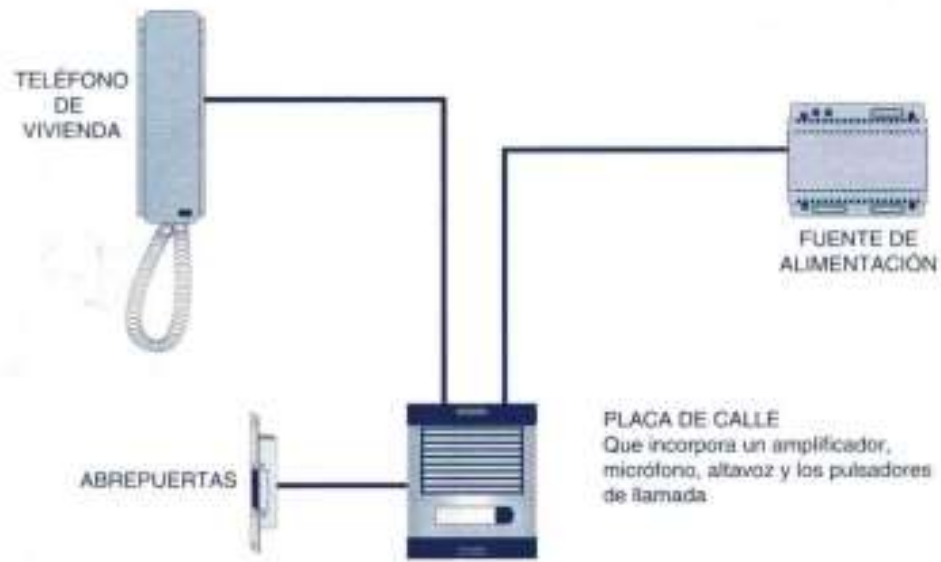 TELÉFONO
DE
VIVIENDA
FUENTE DE
ALIMENTACIÓN
PLACA DE CALLE
Que incorpora un amplificador,
micrófono, altavoz y los pulsadores
de llamada
ABREPUERTAS